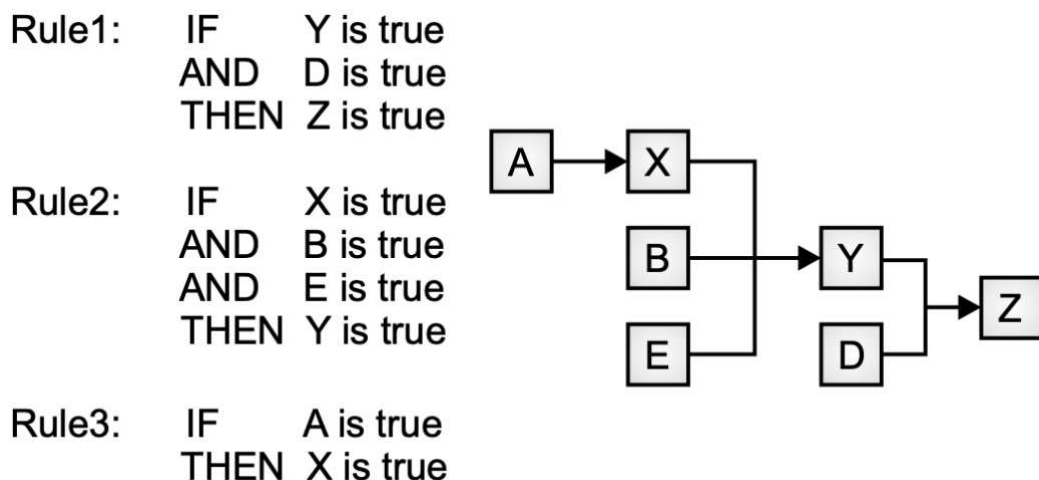 Rule1: IF Y is true
AND D is true
THEN Z is true
Rule2: IF X is true
AND B is true
AND E is true
THEN Y is true
Rule3: IF A is true
THEN X is true
A
X
B
Y
E
D
Z